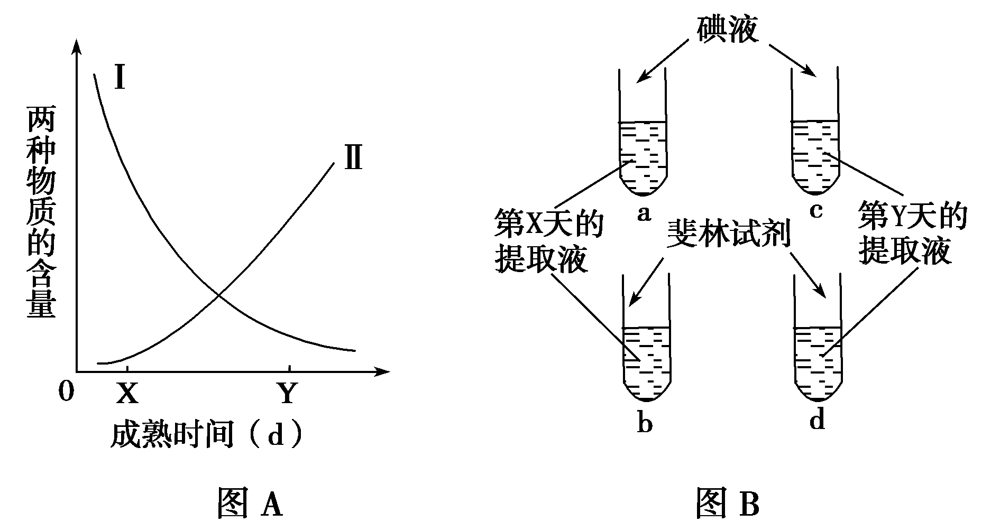 两种物质的含量
Ⅰ
Ⅱ
0
X
Y
成熟时间（d）
图 A
碘液
a
c
第X天的
提取液
斐林试剂
第Y天的
提取液
b
d
图 B